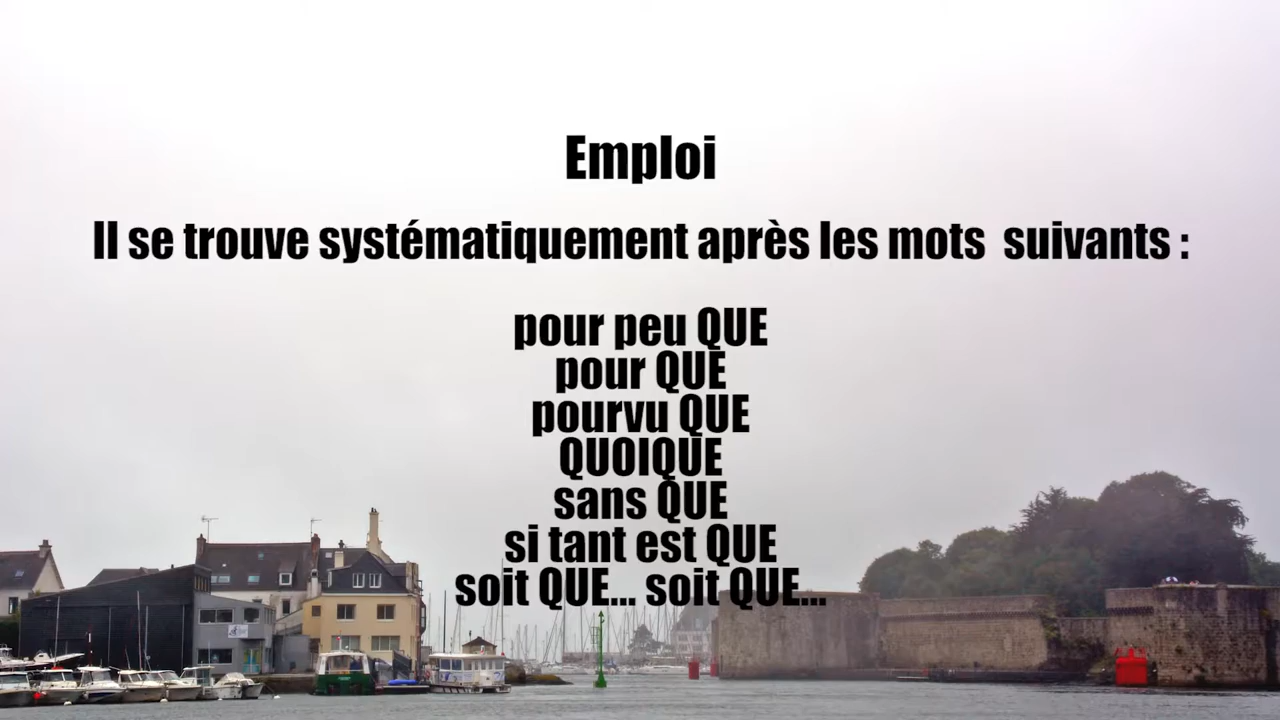 Emploi
Il se trouve systématiquement après les mots suivants :
pour peu QUE
pour QUE
pourvu QUE
QUOIQUE
sans QUE
si tant est QUE
soit QUE... soit QUE...